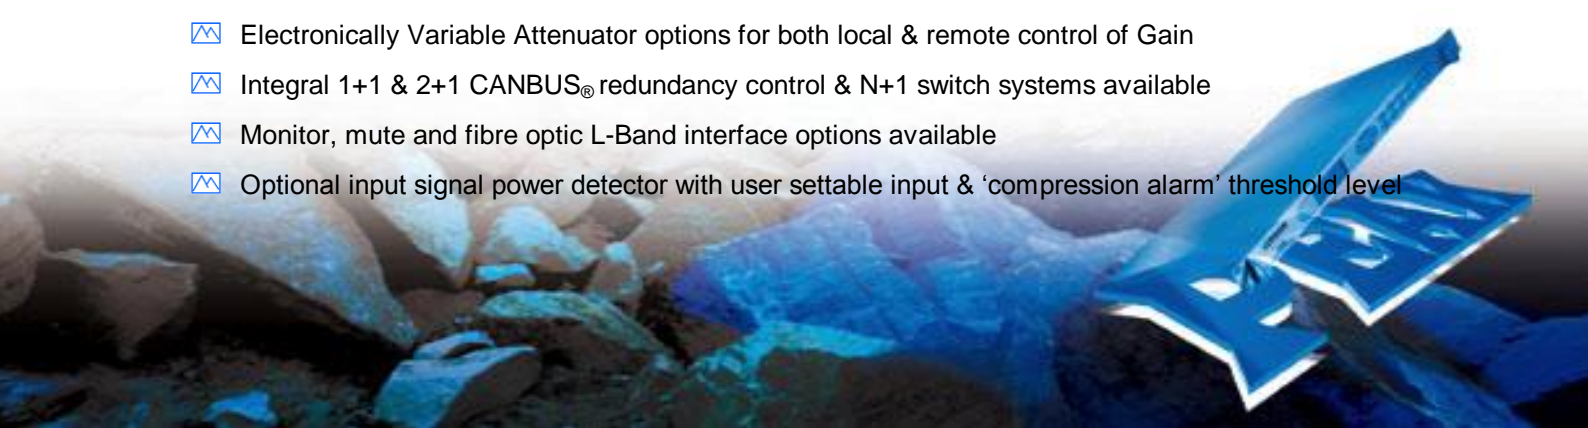 Electronically Variable Attenuator options for both local & remote control of Gain
Integral 1+1 & 2+1 CANBUS® redundancy control & N+1 switch systems available
Monitor, mute and fibre optic L-Band interface options available
Optional input signal power detector with user settable input & ‘compression alarm’ threshold level
PEAK